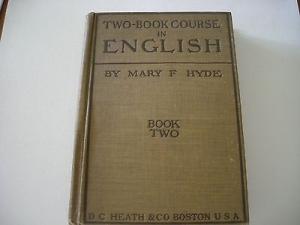 TWO-BOOK COURSE
IN
ENGLISH
BY MARY F HYDE
BOOK
TWO
D.C. HEATH & CO BOSTON U.S.A